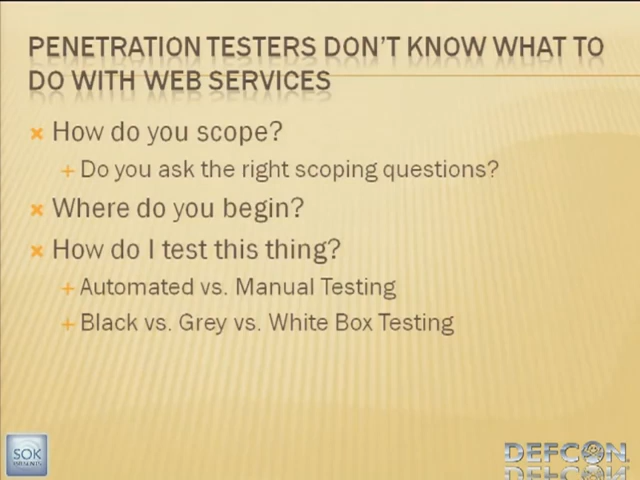 PENETRATION TESTERS DON'T KNOW WHAT TO
DO WITH WEB SERVICES
How do you scope?
Do you ask the right scoping questions?
Where do you begin?
How do I test this thing?
Automated vs. Manual Testing
Black vs. Grey vs. White Box Testing
SOK
PRESENTS
DEFCON